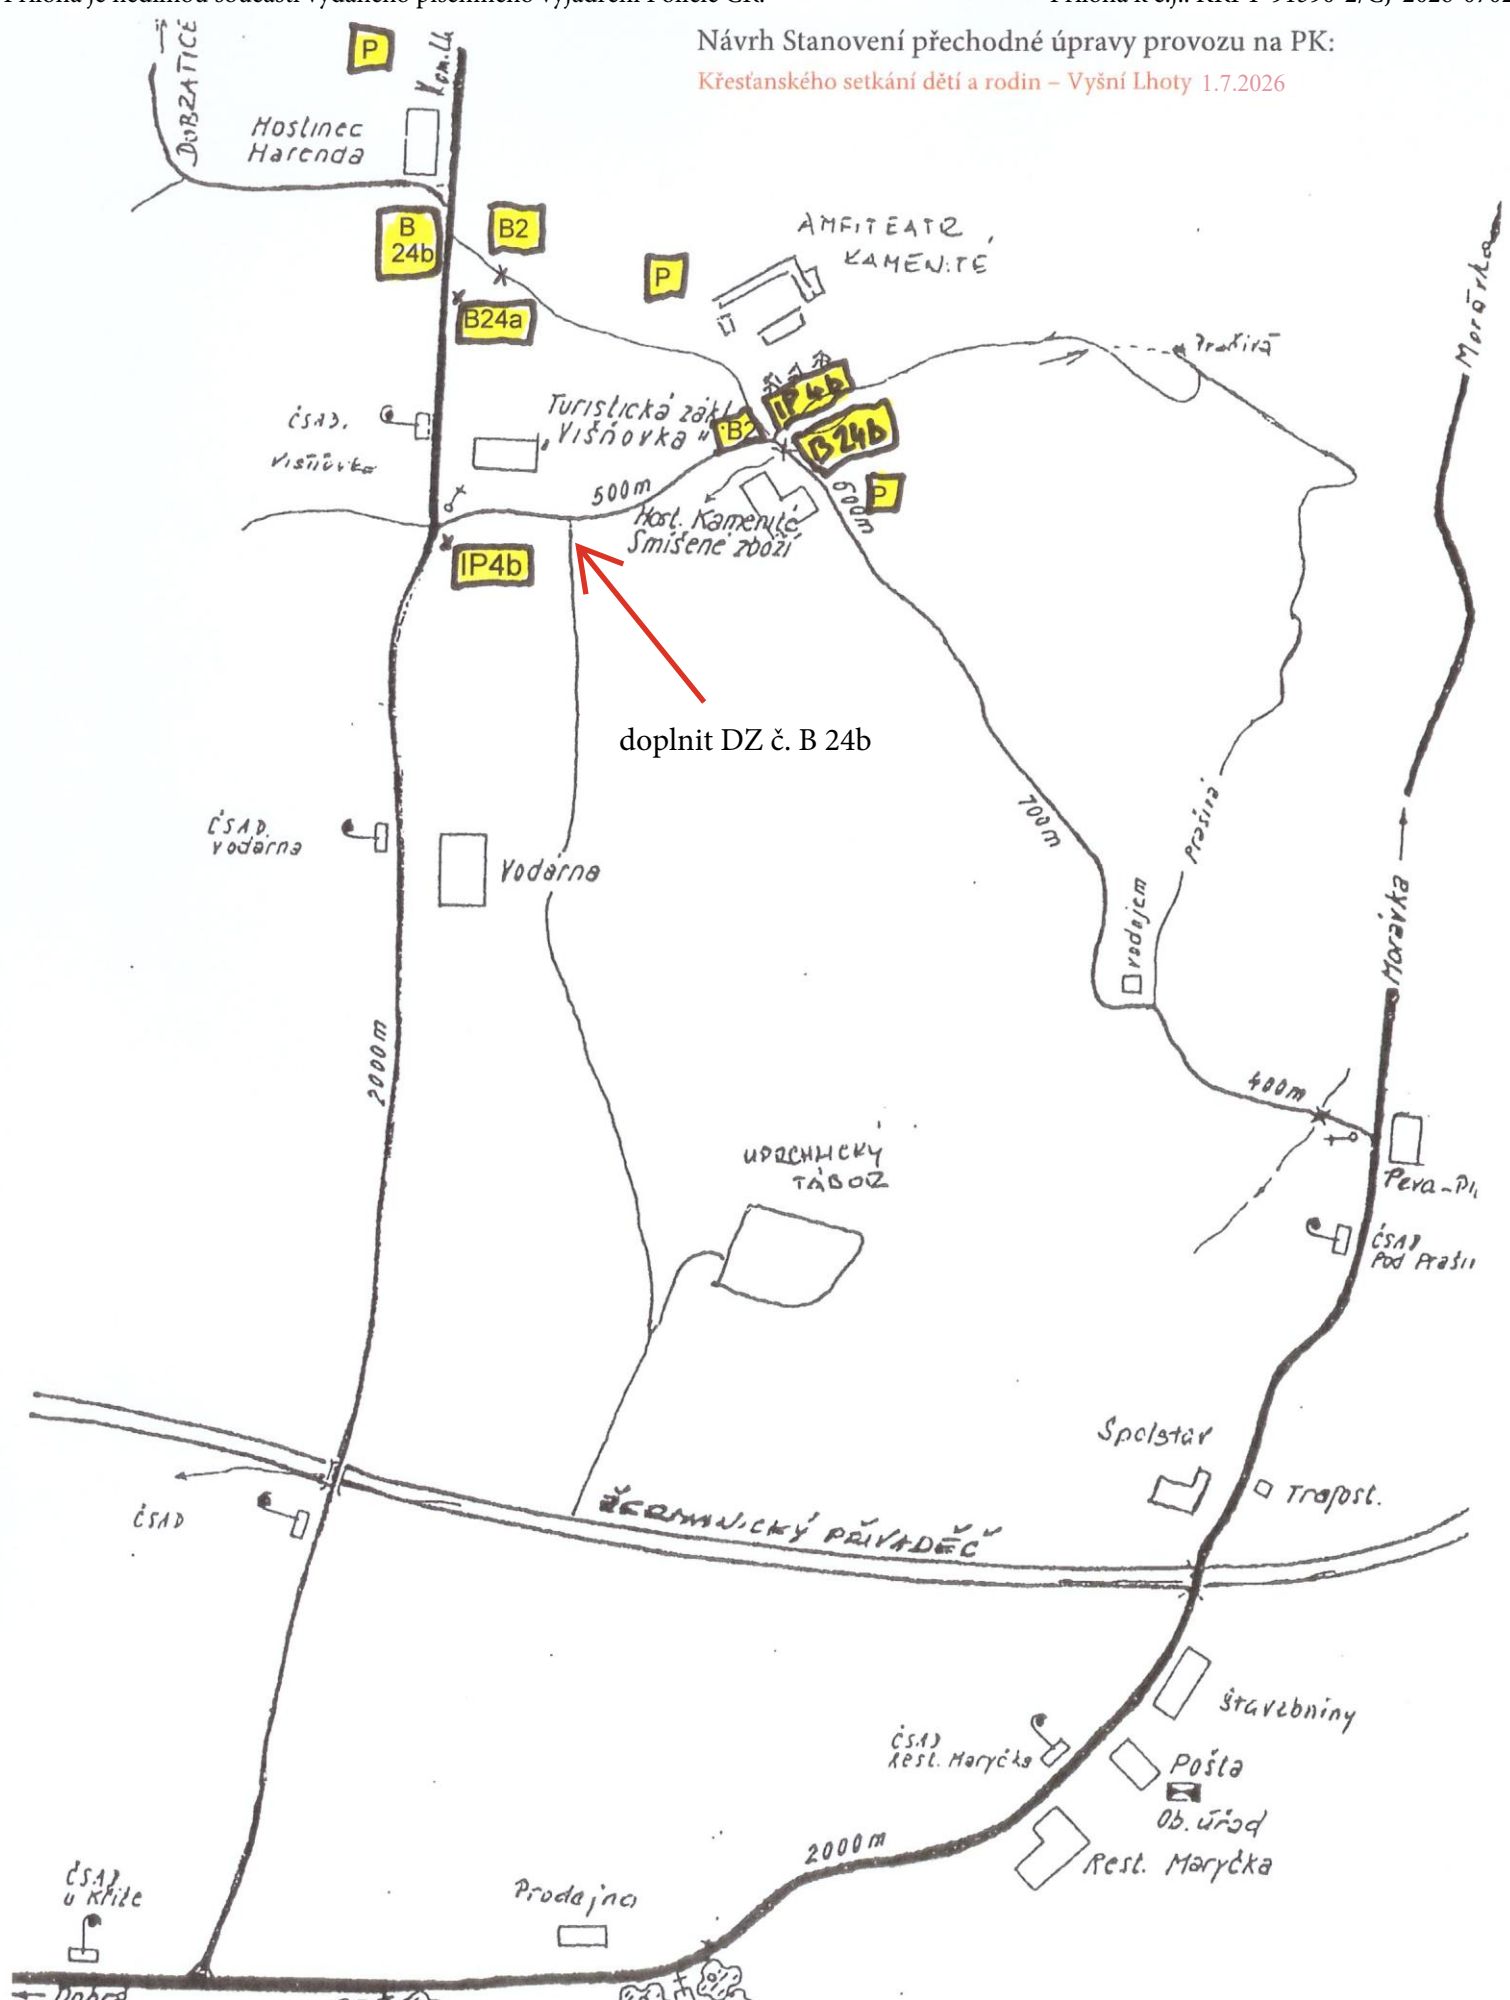 Návrh Stanovení přechodné úpravy provozu na PK:
Křesťanského setkání dětí a rodin – Vyšní Lhoty 1.7.2026
DOBRATICE
P
Hostinec
Harenda
B
24b
B2
B24a
P
AMFITEATR
KAMENITÉ
Prašivá
Morávka
ČSAD.
Višňovka
Turistická zákl.
"Višňovka"
B2
IP4b
B24b
P
500m
600m
Host. Kamenité
Smíšené zboží
IP4b
doplnit DZ č. B 24b
ČSAD.
vodárna
Vodárna
700m
Prašivá
vodojem
Morávka
2000m
400m
UPRCHLICKÝ
TÁBOR
ČSAD
Spolstav
Trafost.
ŽERMANICKÝ PŘIVADĚČ
ČSAD
Stavebniny
ČSAD
Rest. Maryčka
Pošta
Ob. úřad
Rest. Maryčka
2000m
Prodejna
ČSAD
u Kříže
Dobrá